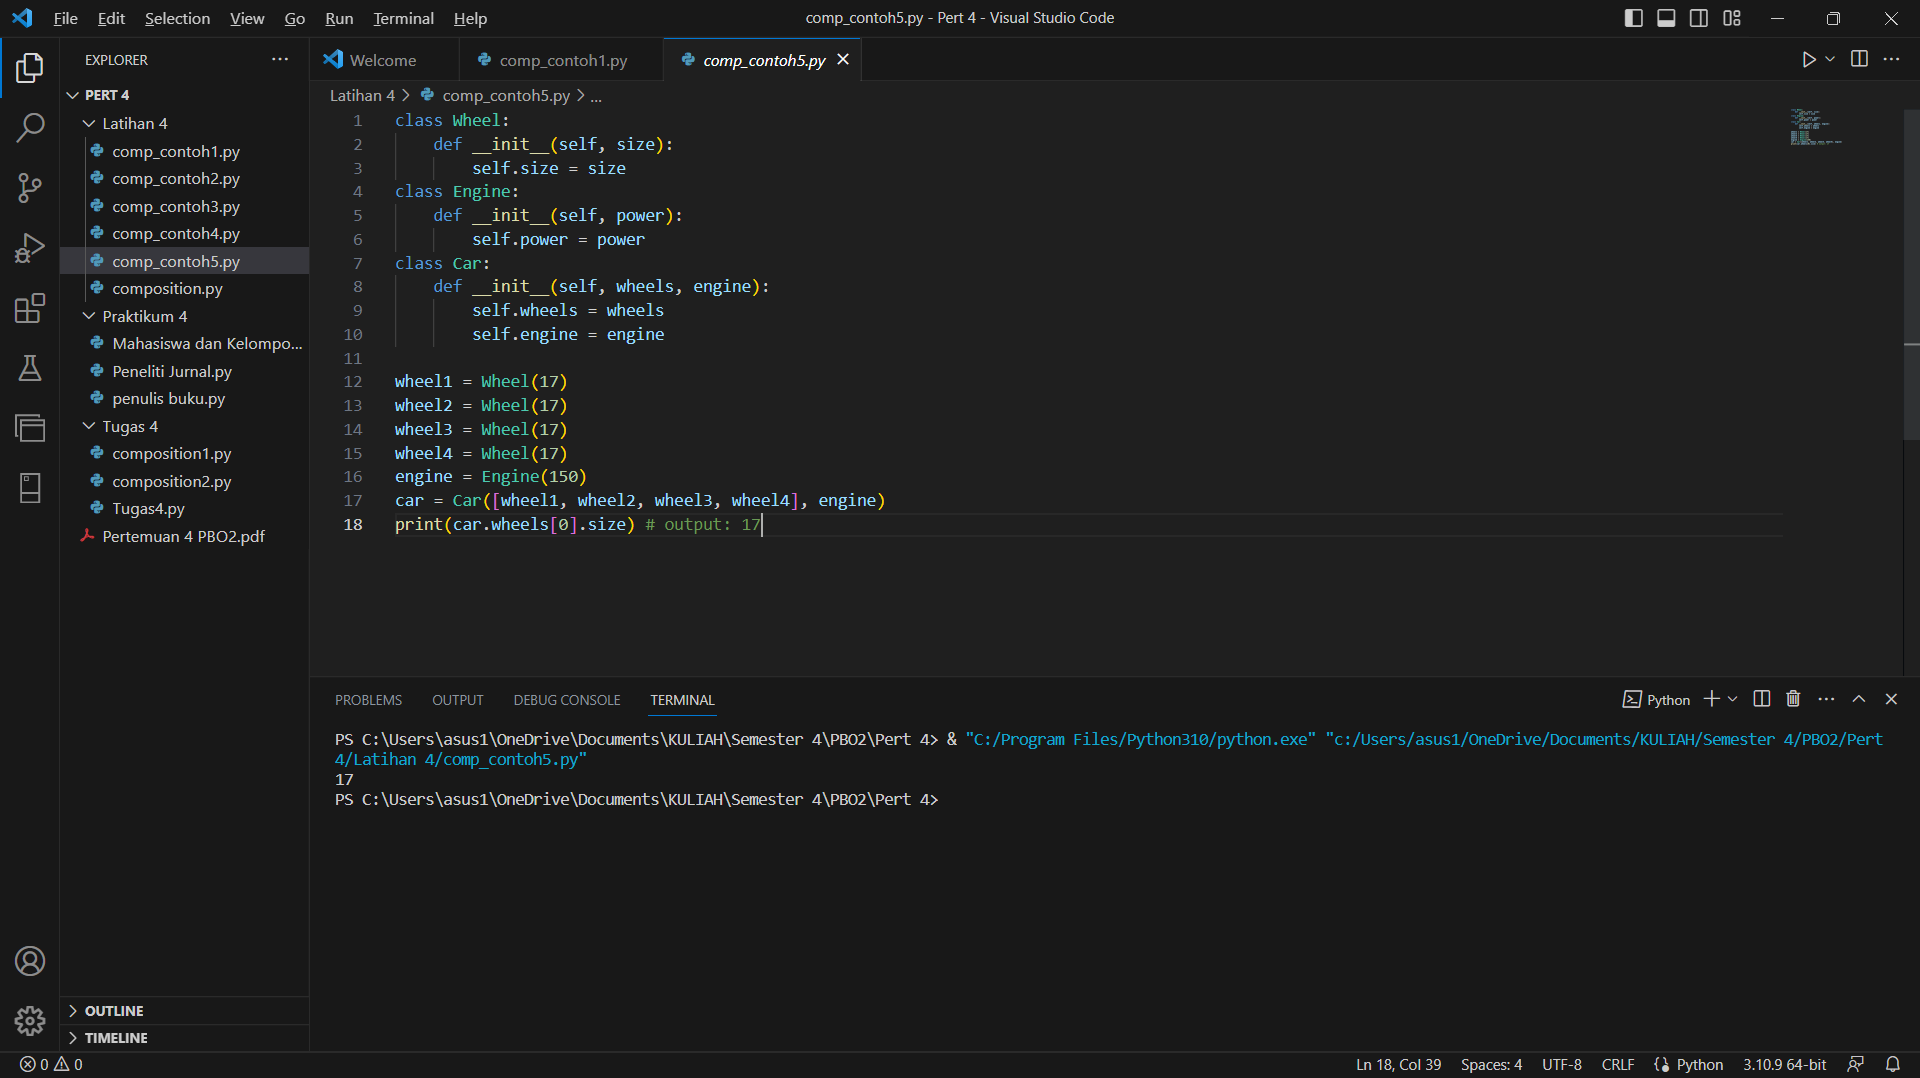 File Edit Selection View Go Run Terminal Help
comp_contoh5.py - Pert 4 - Visual Studio Code
EXPLORER
PERT 4
Latihan 4
comp_contoh1.py
comp_contoh2.py
comp_contoh3.py
comp_contoh4.py
comp_contoh5.py
composition.py
Praktikum 4
Mahasiswa dan Kelompo...
Peneliti Jurnal.py
penulis buku.py
Tugas 4
composition1.py
composition2.py
Tugas4.py
Pertemuan 4 PBO2.pdf
OUTLINE
TIMELINE
Welcome comp_contoh1.py comp_contoh5.py
Latihan 4 > comp_contoh5.py > ...
1 class Wheel:
2     def __init__(self, size):
3         self.size = size
4 class Engine:
5     def __init__(self, power):
6         self.power = power
7 class Car:
8     def __init__(self, wheels, engine):
9         self.wheels = wheels
10         self.engine = engine
11
12 wheel1 = Wheel(17)
13 wheel2 = Wheel(17)
14 wheel3 = Wheel(17)
15 wheel4 = Wheel(17)
16 engine = Engine(150)
17 car = Car([wheel1, wheel2, wheel3, wheel4], engine)
18 print(car.wheels[0].size) # output: 17
PROBLEMS OUTPUT DEBUG CONSOLE TERMINAL
Python
PS C:\Users\asus1\OneDrive\Documents\KULIAH\Semester 4\PBO2\Pert 4> & "C:/Program Files/Python310/python.exe" "c:/Users/asus1/OneDrive/Documents/KULIAH/Semester 4/PBO2/Pert
4/Latihan 4/comp_contoh5.py"
17
PS C:\Users\asus1\OneDrive\Documents\KULIAH\Semester 4\PBO2\Pert 4>
0 0 Ln 18, Col 39 Spaces: 4 UTF-8 CRLF Python 3.10.9 64-bit